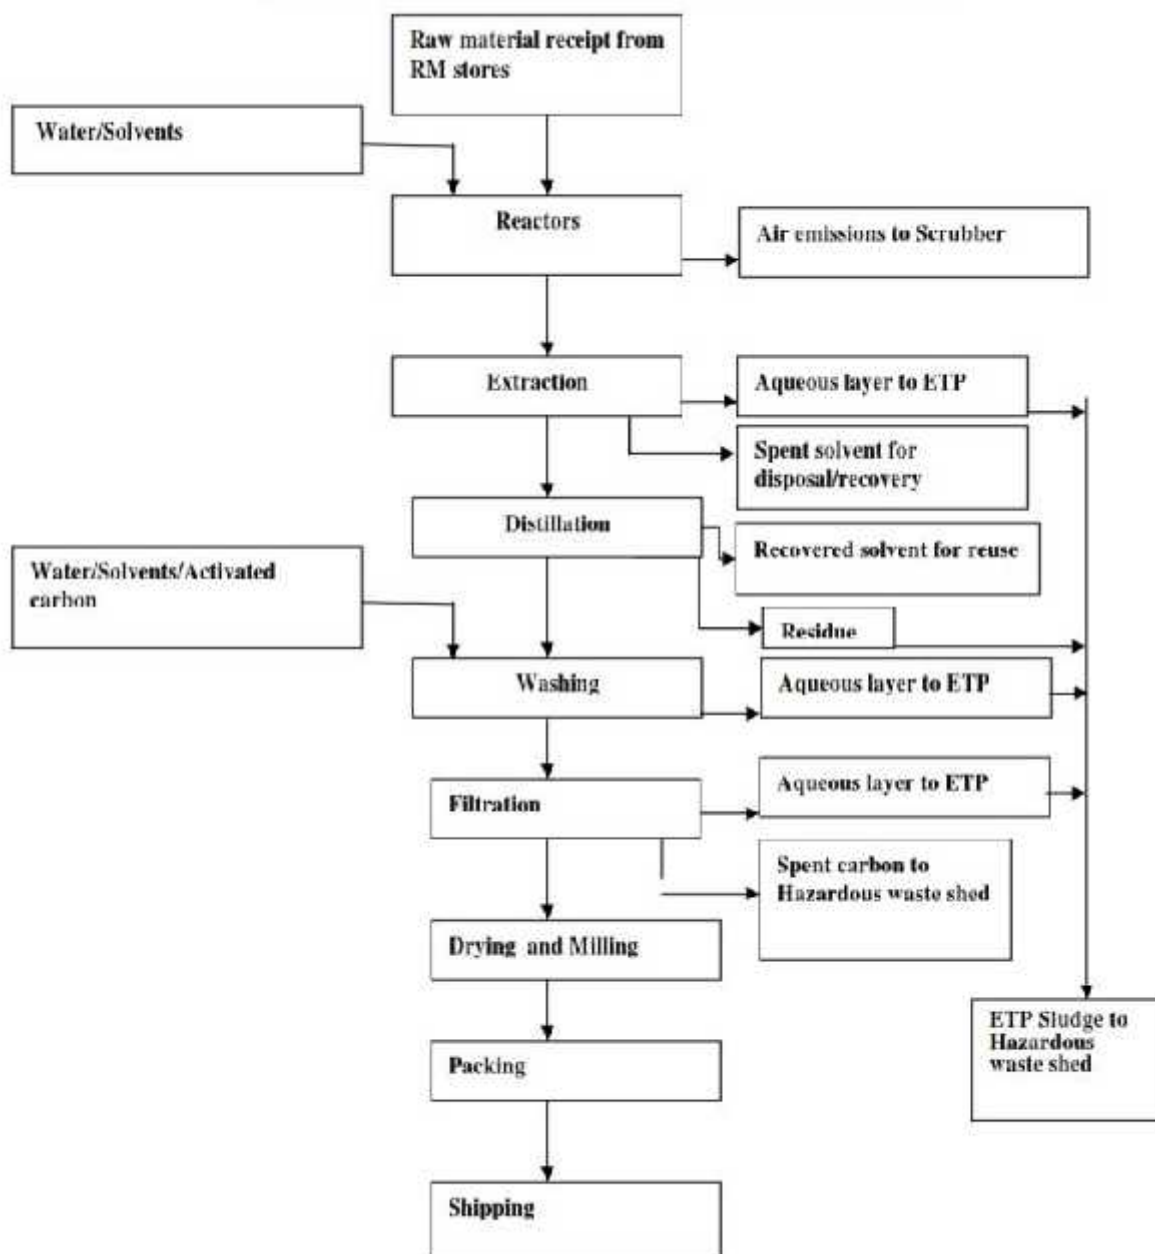 Raw material receipt from
RM stores
Water/Solvents
Reactors
Air emissions to Scrubber
Extraction
Aqueous layer to ETP
Spent solvent for
disposal/recovery
Distillation
Recovered solvent for reuse
Water/Solvents/Activated
carbon
Residue
Washing
Aqueous layer to ETP
Filtration
Aqueous layer to ETP
Spent carbon to
Hazardous waste shed
Drying and Milling
ETP Sludge to
Hazardous
waste shed
Packing
Shipping